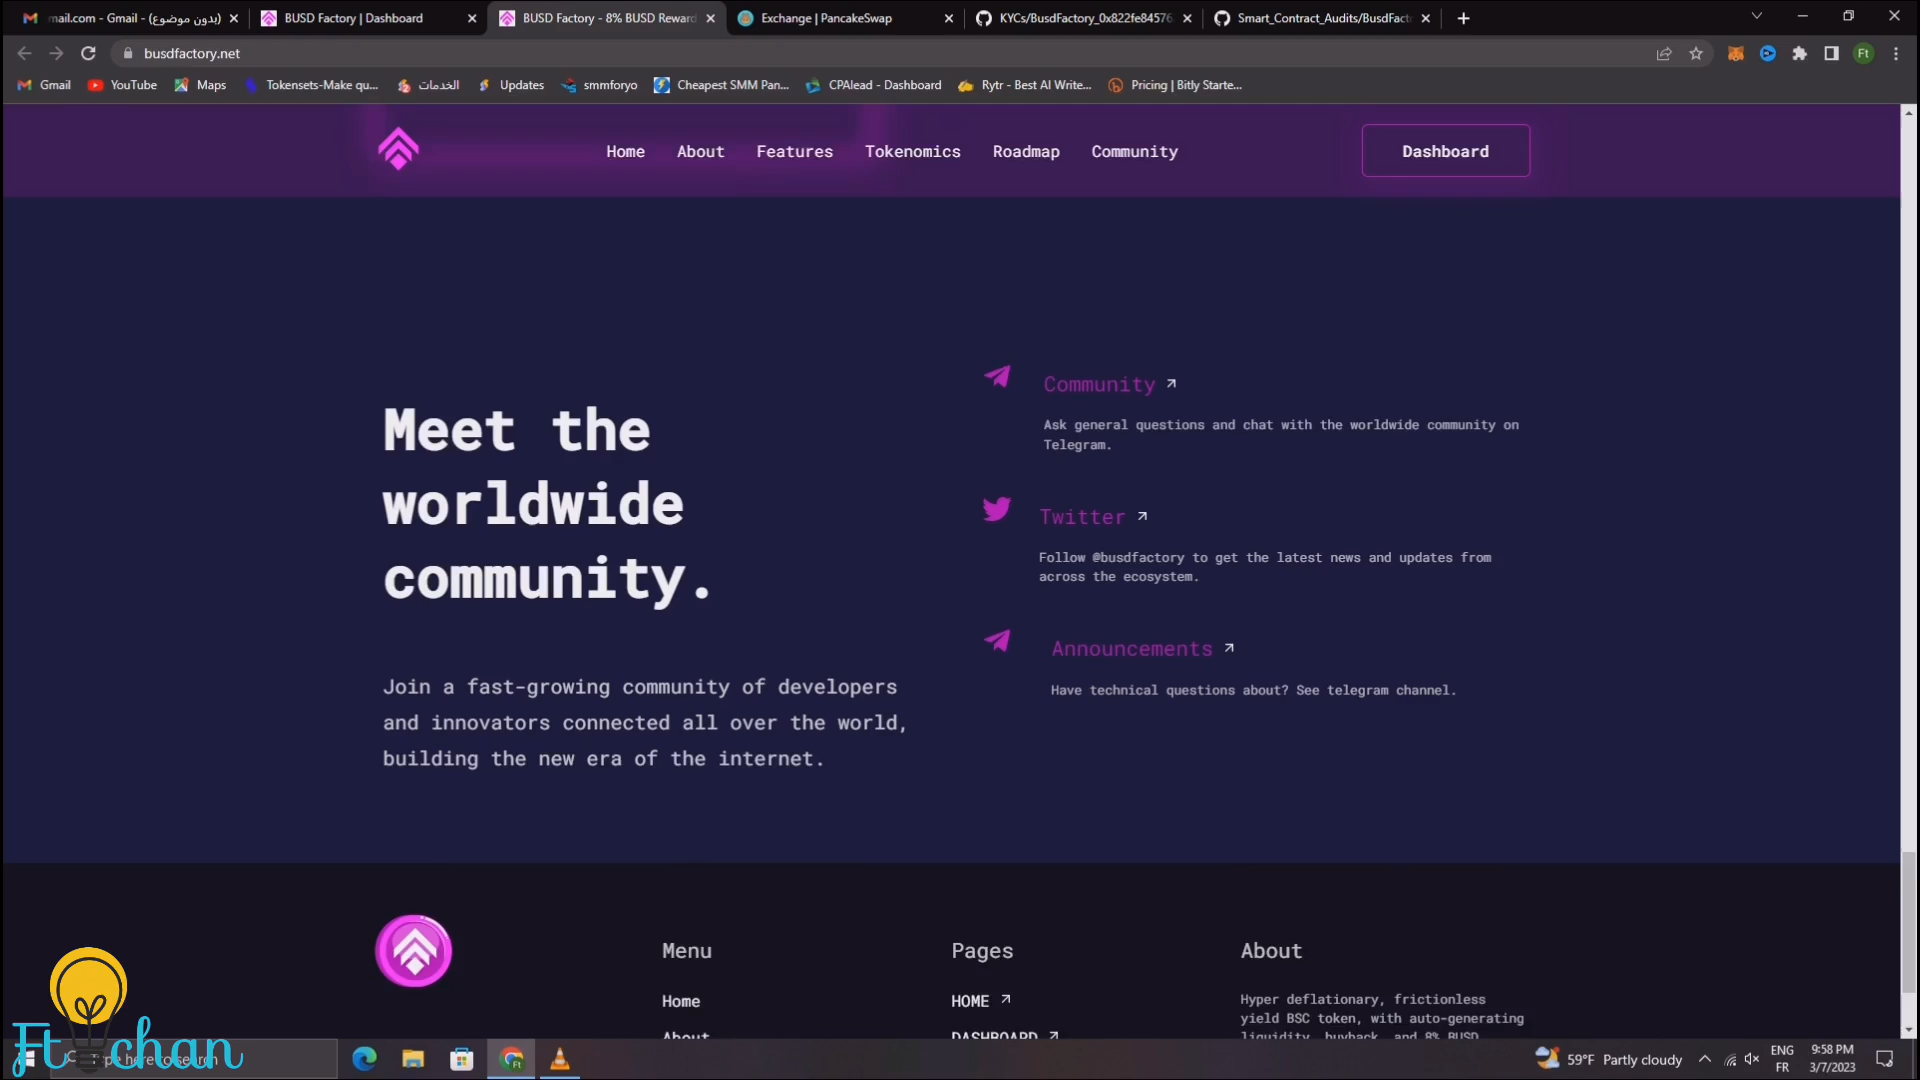 mail.com - Gmail - (بدون موضوع)
BUSD Factory | Dashboard
BUSD Factory - 8% BUSD Reward
Exchange | PancakeSwap
KYCs/BusdFactory_0x822fe84576
Smart_Contract_Audits/BusdFact
busdfactory.net
Ft
Gmail
YouTube
Maps
Tokensets-Make qu...
الخدمات
Updates
smmforyo
Cheapest SMM Pan...
CPAlead - Dashboard
Rytr - Best AI Write...
Pricing | Bitly Starte...
Home
About
Features
Tokenomics
Roadmap
Community
Dashboard
Meet the
worldwide
community.
Join a fast-growing community of developers
and innovators connected all over the world,
building the new era of the internet.
Community
Ask general questions and chat with the worldwide community on
Telegram.
Twitter
Follow @busdfactory to get the latest news and updates from
across the ecosystem.
Announcements
Have technical questions about? See telegram channel.
Menu
Home
About
Pages
HOME
DASHBOARD
About
Hyper deflationary, frictionless
yield BSC token, with auto-generating
liquidity, buyback, and 8% BUSD
Ft chan
Type here to search
59°F Partly cloudy
ENG
FR
9:58 PM
3/7/2023